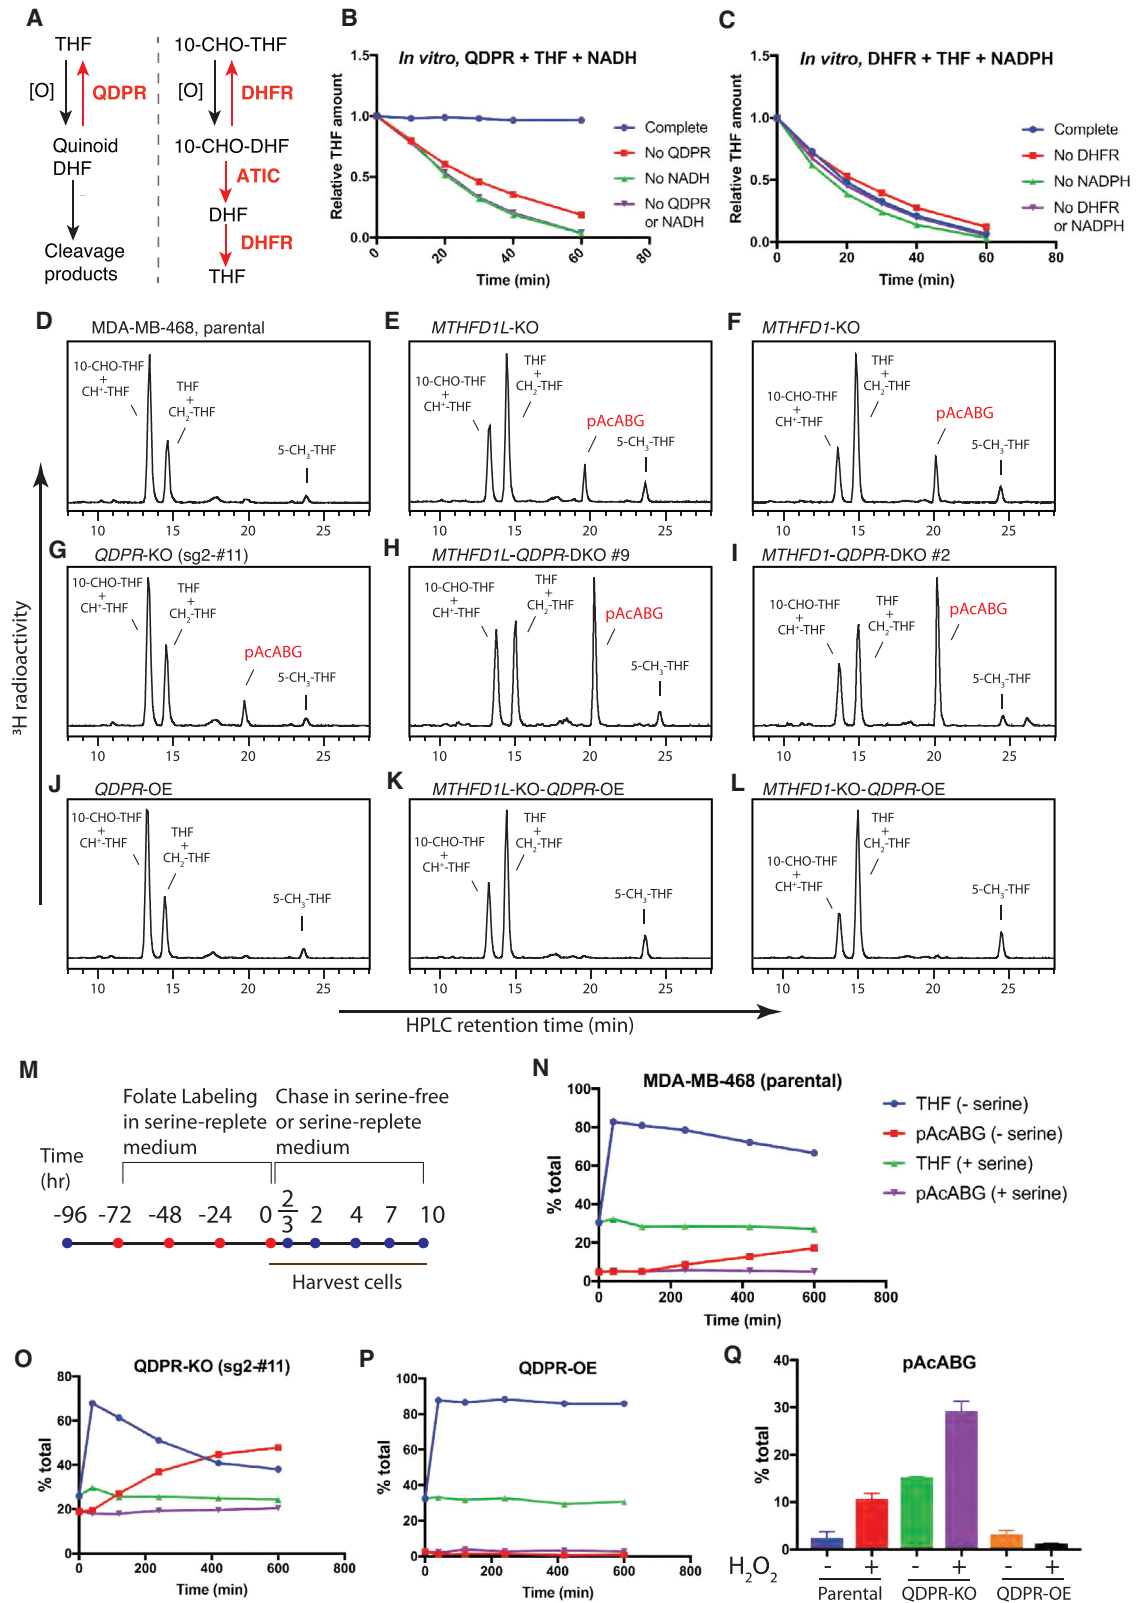 A
THF
[O]
QDPR
Quinoid
DHF
Cleavage
products
10-CHO-THF
[O]
DHFR
10-CHO-DHF
ATIC
DHF
DHFR
THF
B
In vitro, QDPR + THF + NADH
Relative THF amount
1.5
1.0
0.5
0.0
0
20
40
60
80
Time (min)
Complete
No QDPR
No NADH
No QDPR
or NADH
C
In vitro, DHFR + THF + NADPH
Relative THF amount
1.5
1.0
0.5
0.0
0
20
40
60
80
Time (min)
Complete
No DHFR
No NADPH
No DHFR
or NADPH
D
MDA-MB-468, parental
10-CHO-THF
+
CH⁺-THF
THF
+
CH₂-THF
5-CH₃-THF
10 15 20 25
E
MTHFD1L-KO
10-CHO-THF
+
CH⁺-THF
THF
+
CH₂-THF
pAcABG
5-CH₃-THF
10 15 20 25
F
MTHFD1-KO
10-CHO-THF
+
CH⁺-THF
THF
+
CH₂-THF
pAcABG
5-CH₃-THF
10 15 20 25
G
QDPR-KO (sg2-#11)
10-CHO-THF
+
CH⁺-THF
THF
+
CH₂-THF
pAcABG
5-CH₃-THF
10 15 20 25
H
MTHFD1L-QDPR-DKO #9
10-CHO-THF
+
CH⁺-THF
THF
+
CH₂-THF
pAcABG
5-CH₃-THF
10 15 20 25
I
MTHFD1-QDPR-DKO #2
10-CHO-THF
+
CH⁺-THF
THF
+
CH₂-THF
pAcABG
5-CH₃-THF
10 15 20 25
³H radioactivity
J
QDPR-OE
10-CHO-THF
+
CH⁺-THF
THF
+
CH₂-THF
5-CH₃-THF
10 15 20 25
K
MTHFD1L-KO-QDPR-OE
10-CHO-THF
+
CH⁺-THF
THF
+
CH₂-THF
5-CH₃-THF
10 15 20 25
L
MTHFD1-KO-QDPR-OE
10-CHO-THF
+
CH⁺-THF
THF
+
CH₂-THF
5-CH₃-THF
10 15 20 25
HPLC retention time (min)
M
Folate Labeling
in serine-replete
medium
Chase in serine-free
or serine-replete
medium
Time
(hr)
-96 -72 -48 -24 0 2/3 2 4 7 10
Harvest cells
N
MDA-MB-468 (parental)
% total
100
80
60
40
20
0
0 200 400 600 800
Time (min)
THF (- serine)
pAcABG (- serine)
THF (+ serine)
pAcABG (+ serine)
O
QDPR-KO (sg2-#11)
% total
80
60
40
20
0
0 200 400 600 800
Time (min)
P
QDPR-OE
% total
100
80
60
40
20
0
0 200 400 600 800
Time (min)
Q
pAcABG
% total
40
30
20
10
0
H₂O₂ - + - + - +
Parental QDPR-KO QDPR-OE